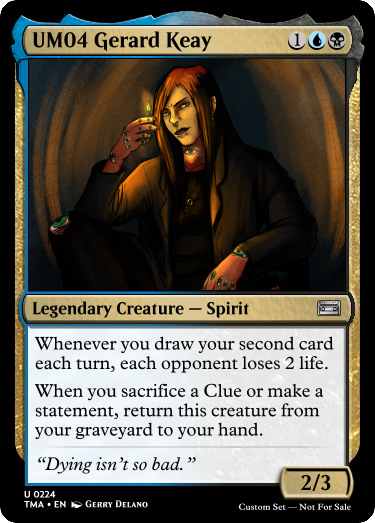 UM04 Gerard Keay
1
Legendary Creature — Spirit
Whenever you draw your second card
each turn, each opponent loses 2 life.
When you sacrifice a Clue or make a
statement, return this creature from
your graveyard to your hand.
“Dying isn’t so bad.”
2/3
U 0224
TMA • EN Gerry Delano
Custom Set — Not For Sale